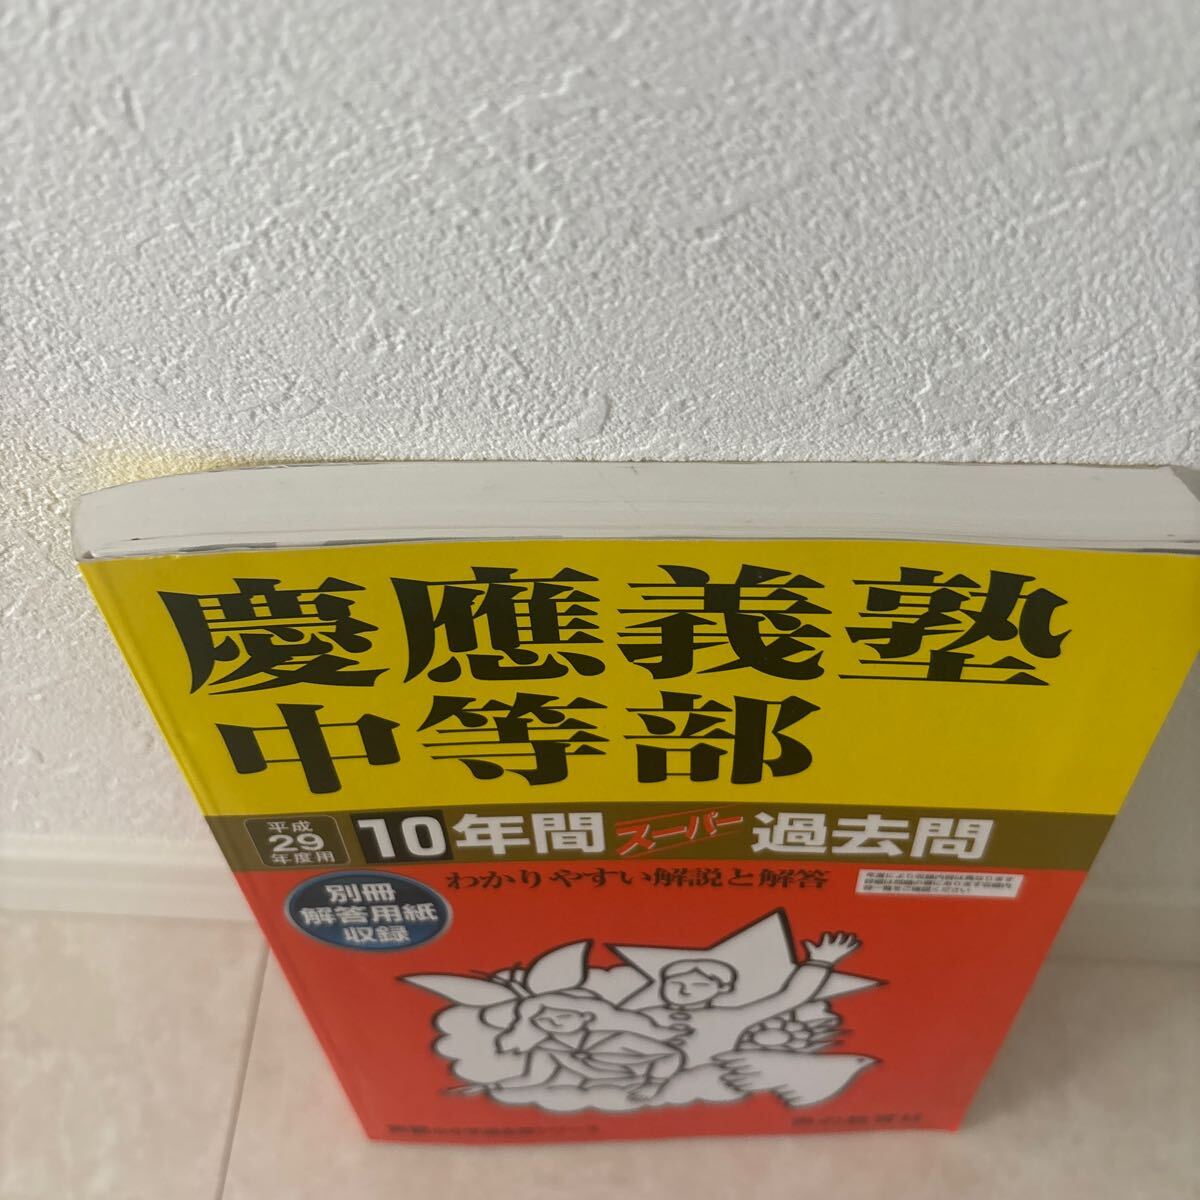 慶應義塾
中等部
平成
29
年度用
10年間スーパー過去問
わかりやすい解説と解答
別冊
解答用紙
収録